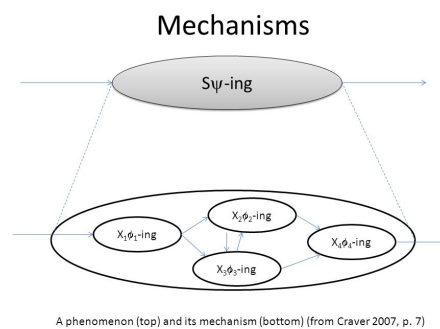 Mechanisms
Sψ-ing
X₂ϕ₂-ing
X₁ϕ₁-ing
X₄ϕ₄-ing
X₃ϕ₃-ing
A phenomenon (top) and its mechanism (bottom) (from Craver 2007, p. 7)